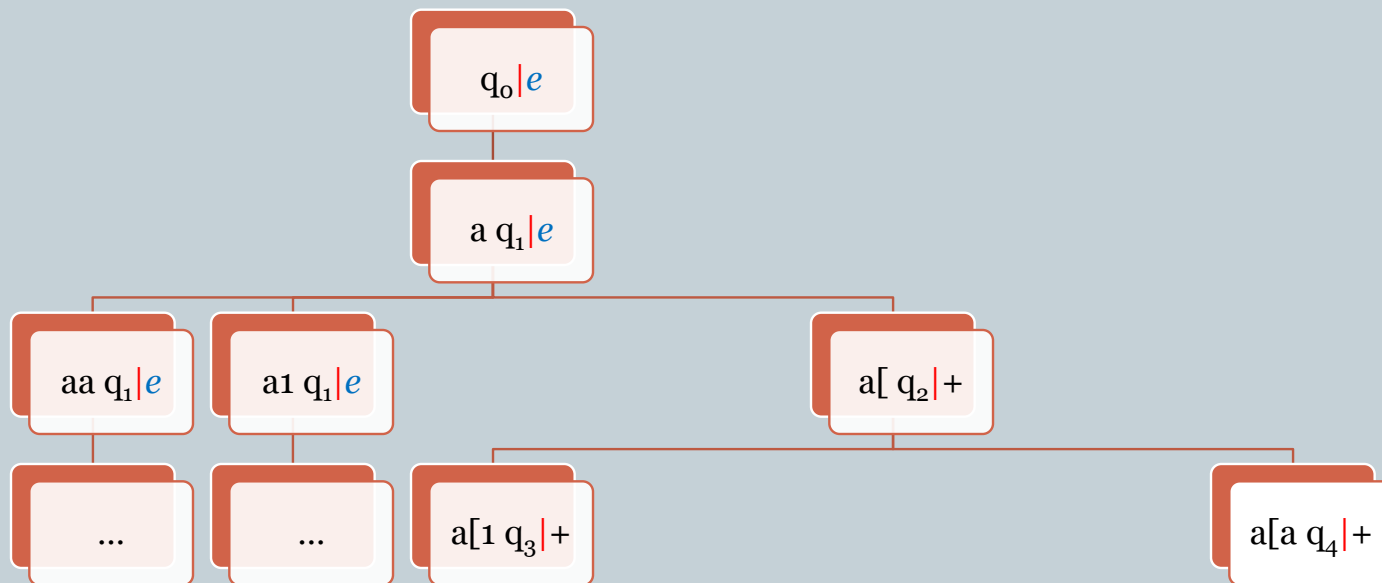 q₀|e
a q₁|e
aa q₁|e
a1 q₁|e
a[ q₂|+
...
...
a[1 q₃|+
a[a q₄|+